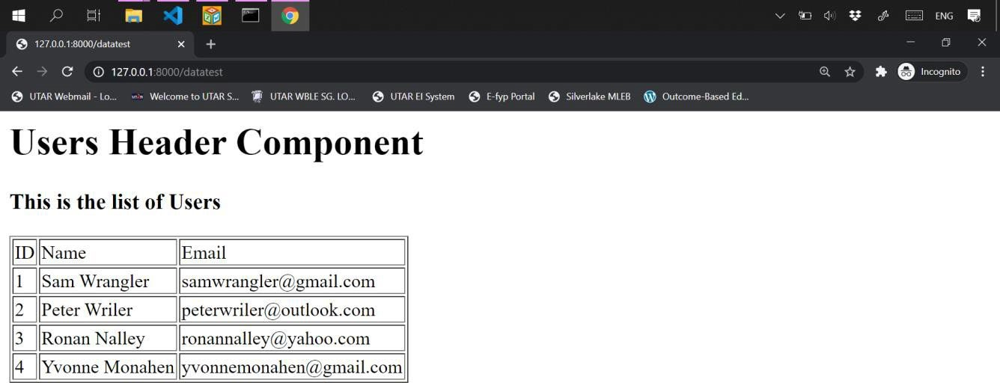 ENG
127.0.0.1:8000/datatest
127.0.0.1:8000/datatest
Incognito
UTAR Webmail - Lo... Welcome to UTAR S... UTAR WBLE SG. LO... UTAR EI System E-fyp Portal Silverlake MLEB Outcome-Based Ed...
Users Header Component
This is the list of Users
ID Name Email
1 Sam Wrangler samwrangler@gmail.com
2 Peter Wriler peterwriler@outlook.com
3 Ronan Nalley ronannalley@yahoo.com
4 Yvonne Monahen yvonnemonahen@gmail.com